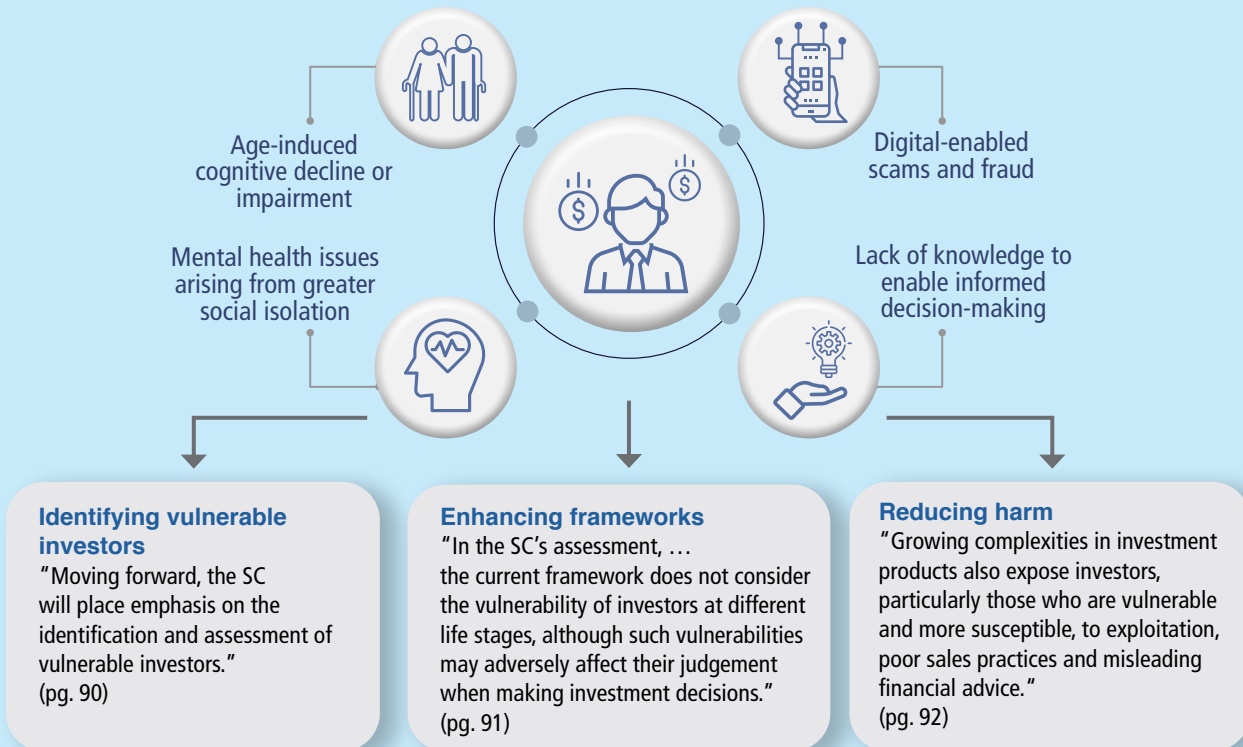 Age-induced
cognitive decline or
impairment
Digital-enabled
scams and fraud
Mental health issues
arising from greater
social isolation
Lack of knowledge to
enable informed
decision-making
$
$
Identifying vulnerable
investors
"Moving forward, the SC
will place emphasis on the
identification and assessment of
vulnerable investors."
(pg. 90)
Enhancing frameworks
"In the SC's assessment, …
the current framework does not consider
the vulnerability of investors at different
life stages, although such vulnerabilities
may adversely affect their judgement
when making investment decisions."
(pg. 91)
Reducing harm
"Growing complexities in investment
products also expose investors,
particularly those who are vulnerable
and more susceptible, to exploitation,
poor sales practices and misleading
financial advice."
(pg. 92)